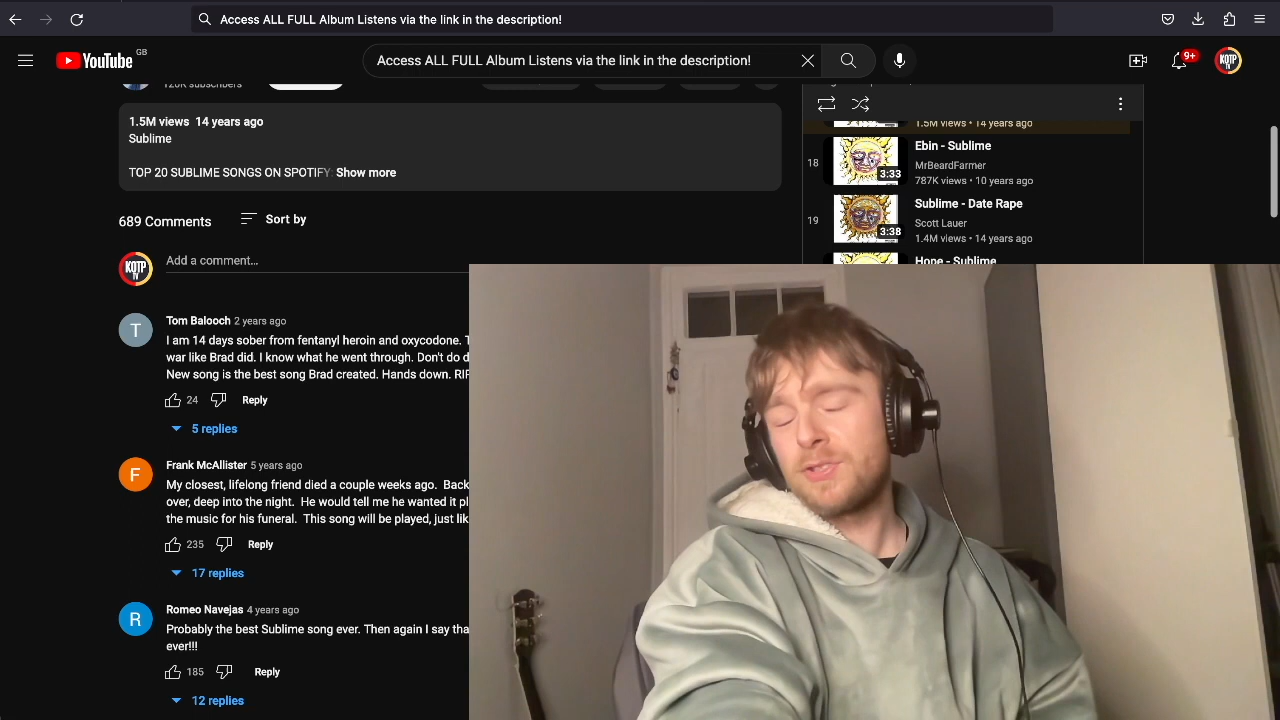 Access ALL FULL Album Listens via the link in the description!
YouTube GB
Access ALL FULL Album Listens via the link in the description!
9+
KOTP TV
subscribers
1.5M views 14 years ago
Sublime
TOP 20 SUBLIME SONGS ON SPOTIFY: Show more
689 Comments
Sort by
KOTP TV
Add a comment...
T
Tom Balooch 2 years ago
I am 14 days sober from fentanyl heroin and oxycodone.
war like Brad did. I know what he went through. Don't do
New song is the best song Brad created. Hands down.
24
Reply
5 replies
F
Frank McAllister 5 years ago
My closest, lifelong friend died a couple weeks ago. Back
over, deep into the night. He would tell me he wanted it
the music for his funeral. This song will be played, just
235
Reply
17 replies
R
Romeo Navejas 4 years ago
Probably the best Sublime song ever. Then again I say
ever!!!
185
Reply
12 replies
1.5M views • 14 years ago
18
3:33
Ebin - Sublime
MrBeardFarmer
787K views • 10 years ago
19
3:38
Sublime - Date Rape
Scott Lauer
1.4M views • 14 years ago
Hope - Sublime